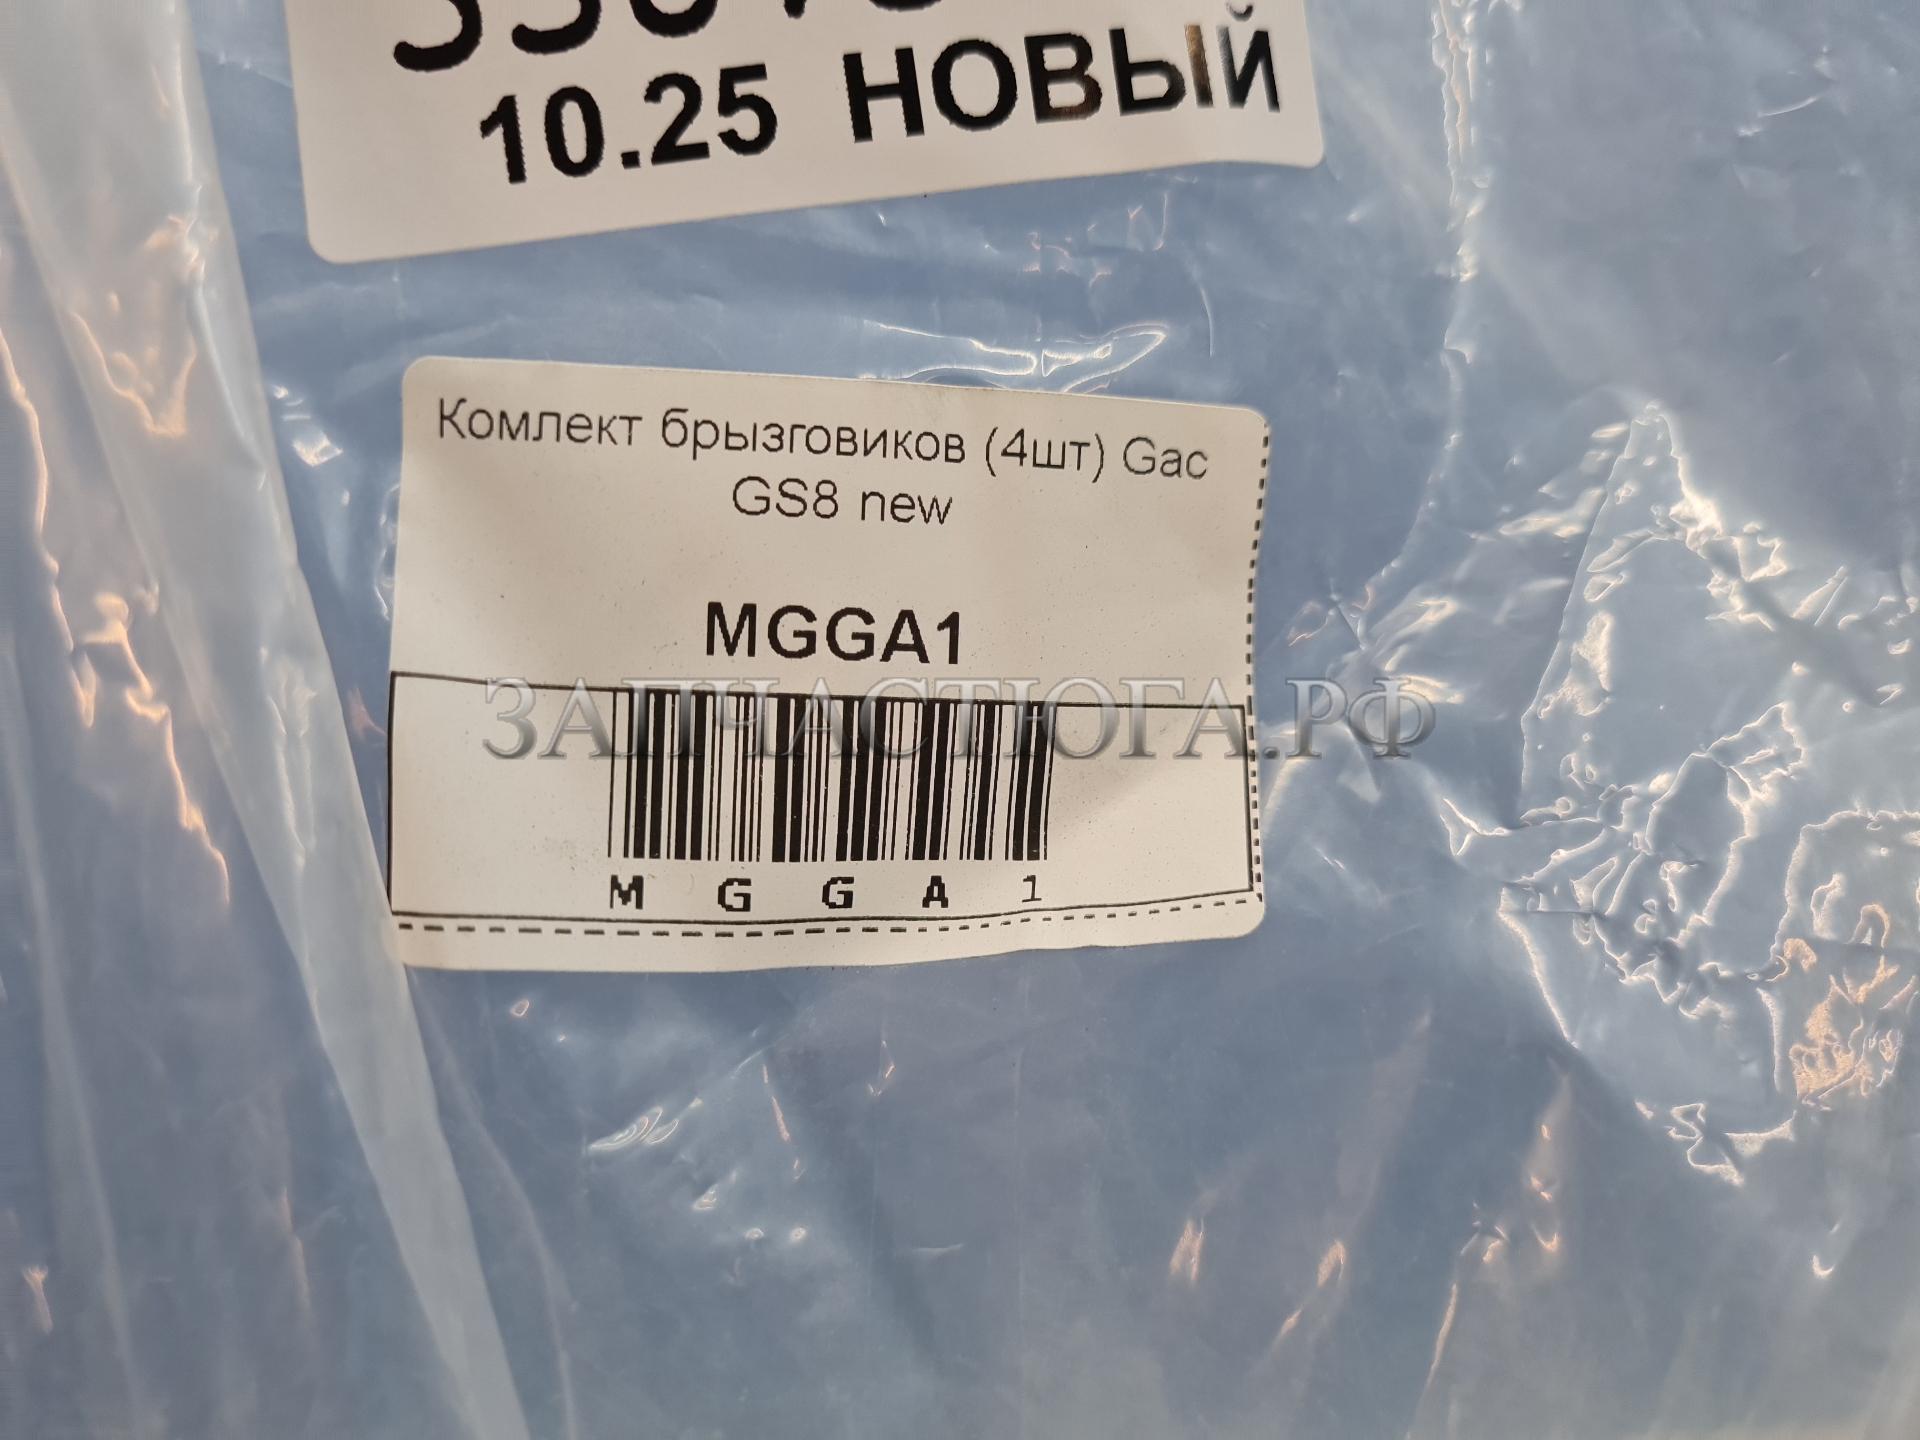 10.25 НОВЫЙ
Комлект брызговиков (4шт) Gac
GS8 new
MGGA1
ЗАПЧАСТЮГА.РФ
M G G A 1